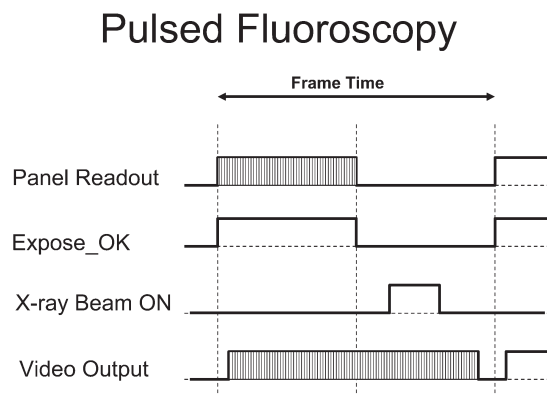 Pulsed Fluoroscopy
Frame Time
Panel Readout
Expose_OK
X-ray Beam ON
Video Output